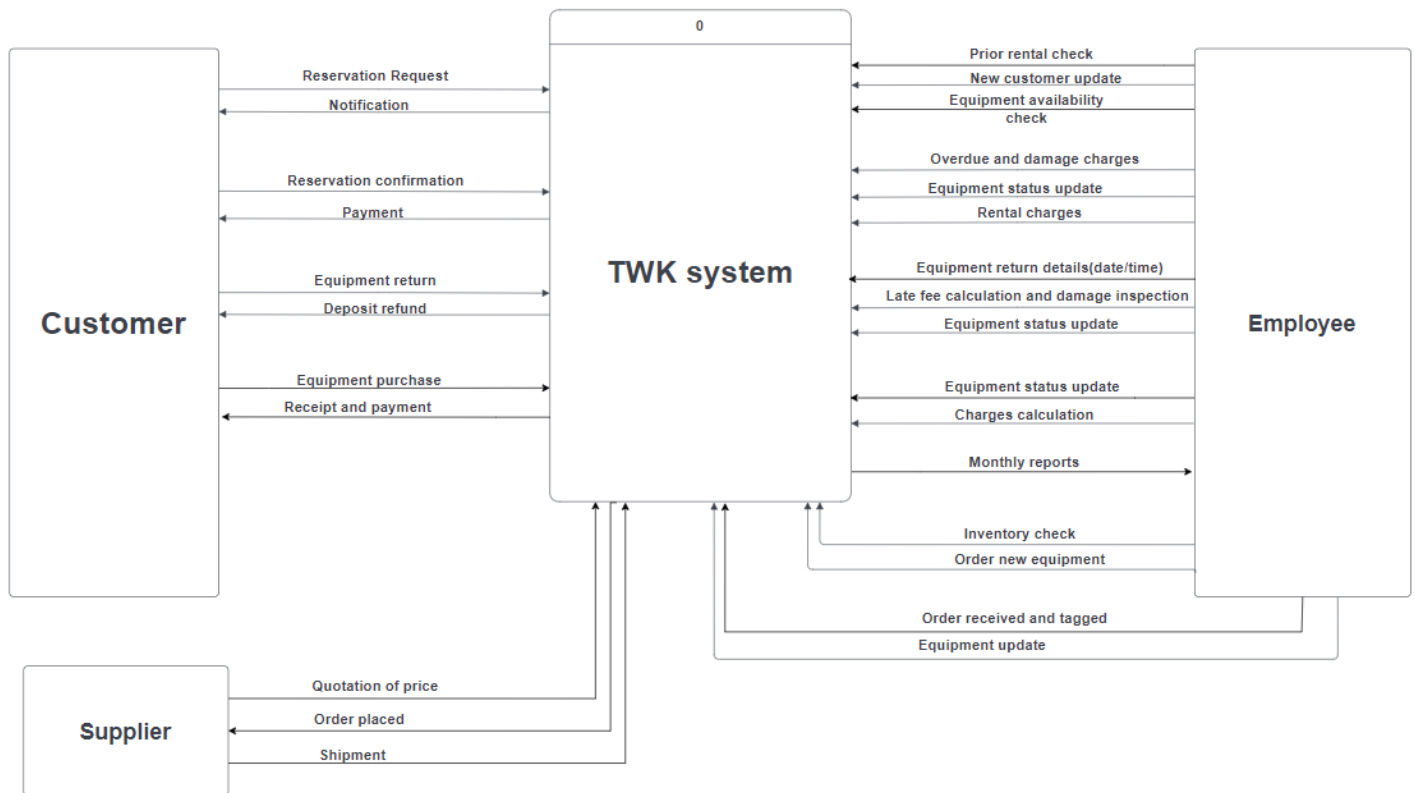 0
Customer
Reservation Request
Notification
Reservation confirmation
Payment
Equipment return
Deposit refund
Equipment purchase
Receipt and payment
TWK system
Prior rental check
New customer update
Equipment availability
check
Overdue and damage charges
Equipment status update
Rental charges
Equipment return details(date/time)
Late fee calculation and damage inspection
Equipment status update
Equipment status update
Charges calculation
Monthly reports
Inventory check
Order new equipment
Order received and tagged
Equipment update
Employee
Supplier
Quotation of price
Order placed
Shipment